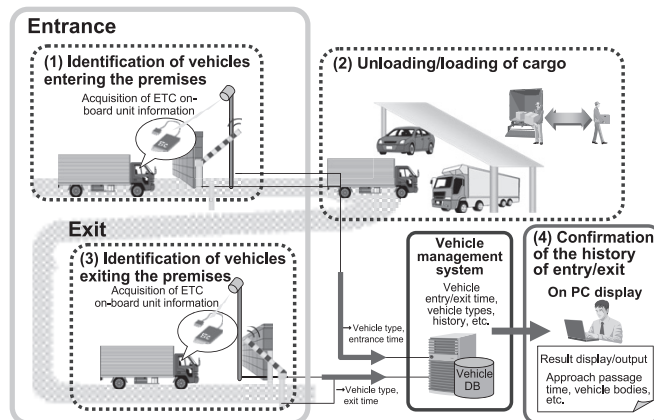 Entrance
(1) Identification of vehicles
entering the premises
Acquisition of ETC on-
board unit information
ETC
(2) Unloading/loading of cargo
Exit
(3) Identification of vehicles
exiting the premises
Acquisition of ETC
on-board unit information
ETC
Vehicle type,
entrance time
Vehicle type,
exit time
Vehicle
management
system
Vehicle
entry/exit time,
vehicle types,
history, etc.
Vehicle
DB
(4) Confirmation
of the history
of entry/exit
On PC display
Result display/output
Approach passage
time, vehicle bodies,
etc.